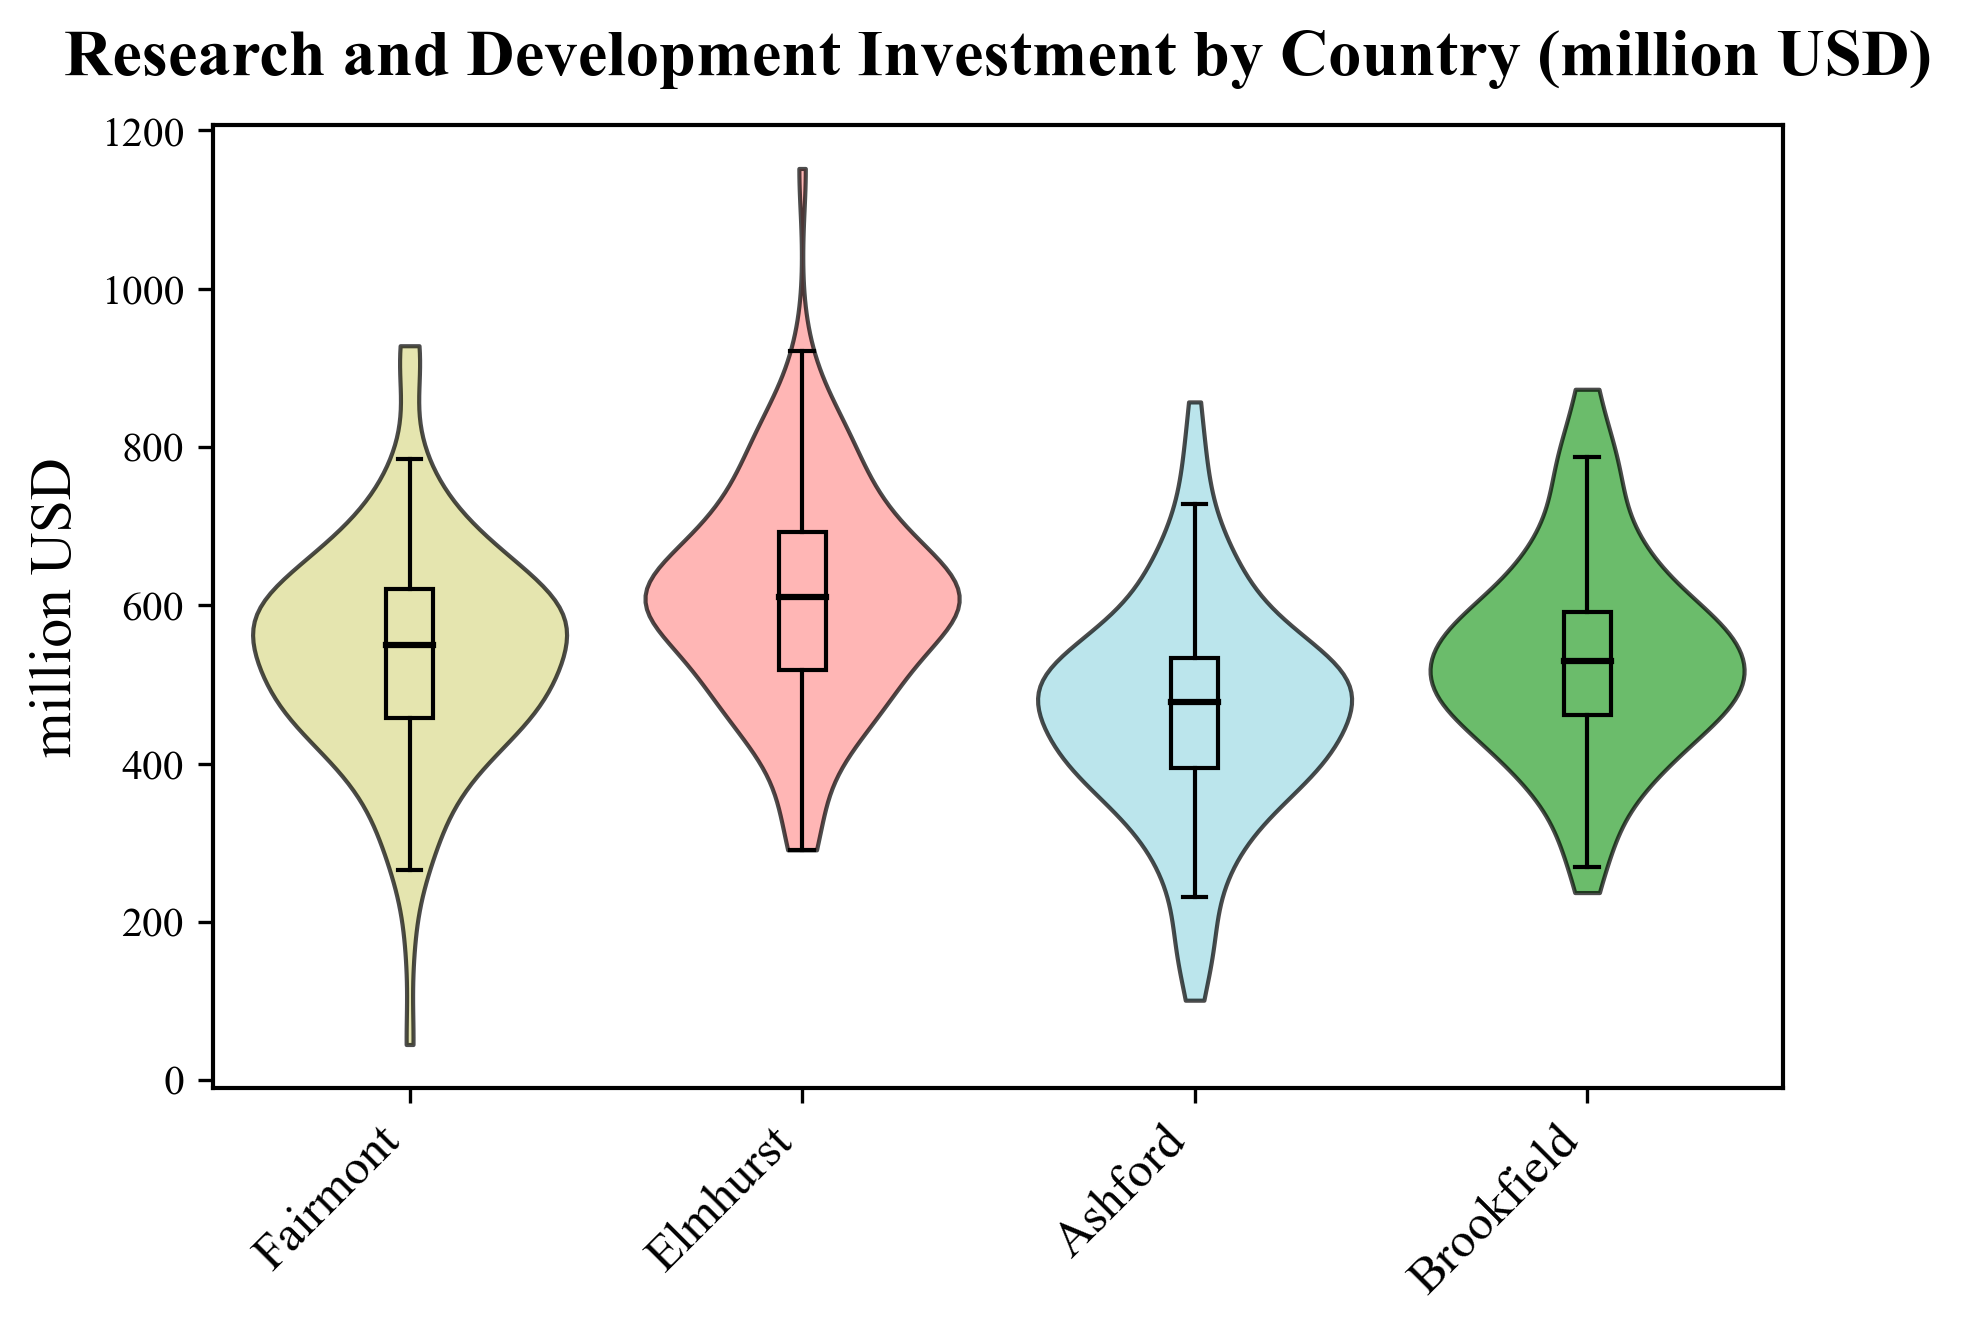 Research and Development Investment by Country (million USD)
1200
1000
800
600
400
200
0
million USD
Fairmont
Elmhurst
Ashford
Brookfield